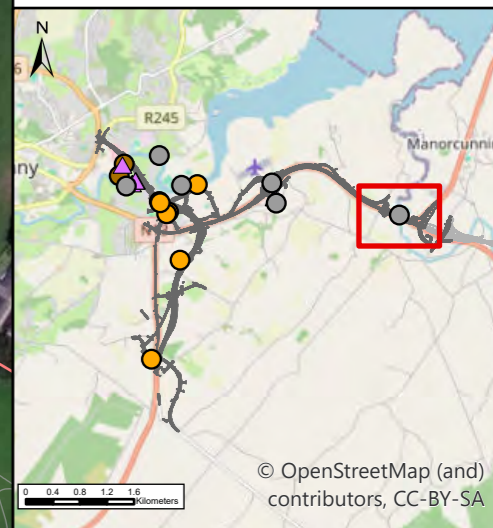 N
R245
6
Manorcunnin
ny
N
0 0.4 0.8 1.2 1.6
Kilometers
© OpenStreetMap (and)
contributors, CC-BY-SA